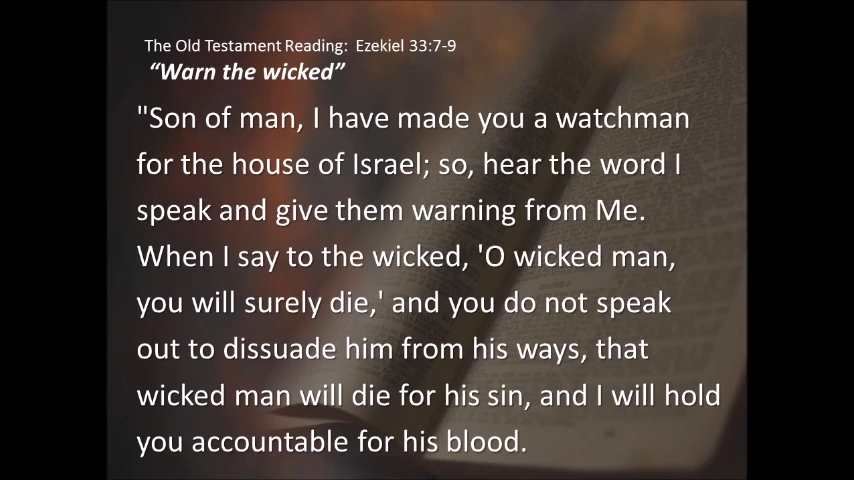 The Old Testament Reading:  Ezekiel 33:7-9
“Warn the wicked”
"Son of man, I have made you a watchman
for the house of Israel; so, hear the word I
speak and give them warning from Me.
When I say to the wicked, 'O wicked man,
you will surely die,' and you do not speak
out to dissuade him from his ways, that
wicked man will die for his sin, and I will hold
you accountable for his blood.